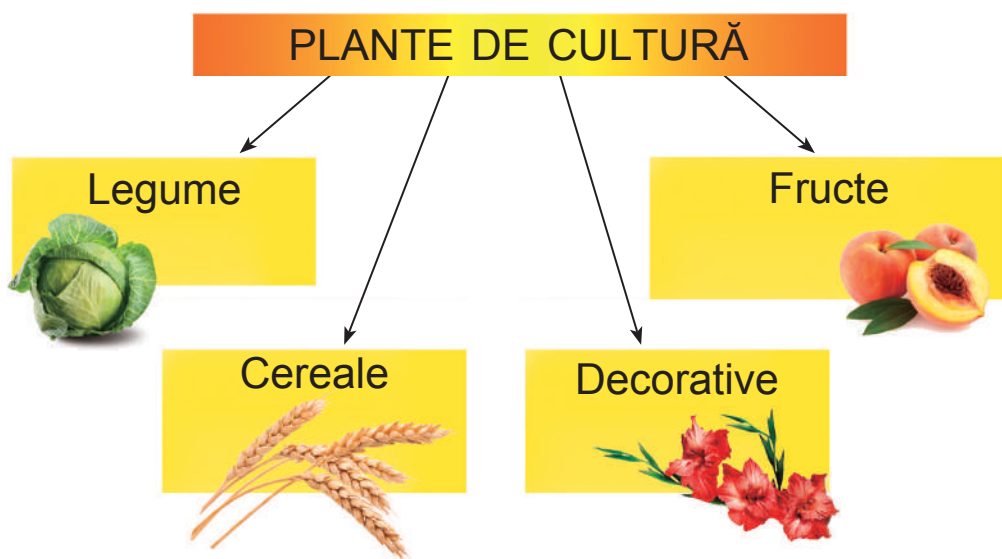 PLANTE DE CULTURĂ
Legume
Fructe
Cereale
Decorative